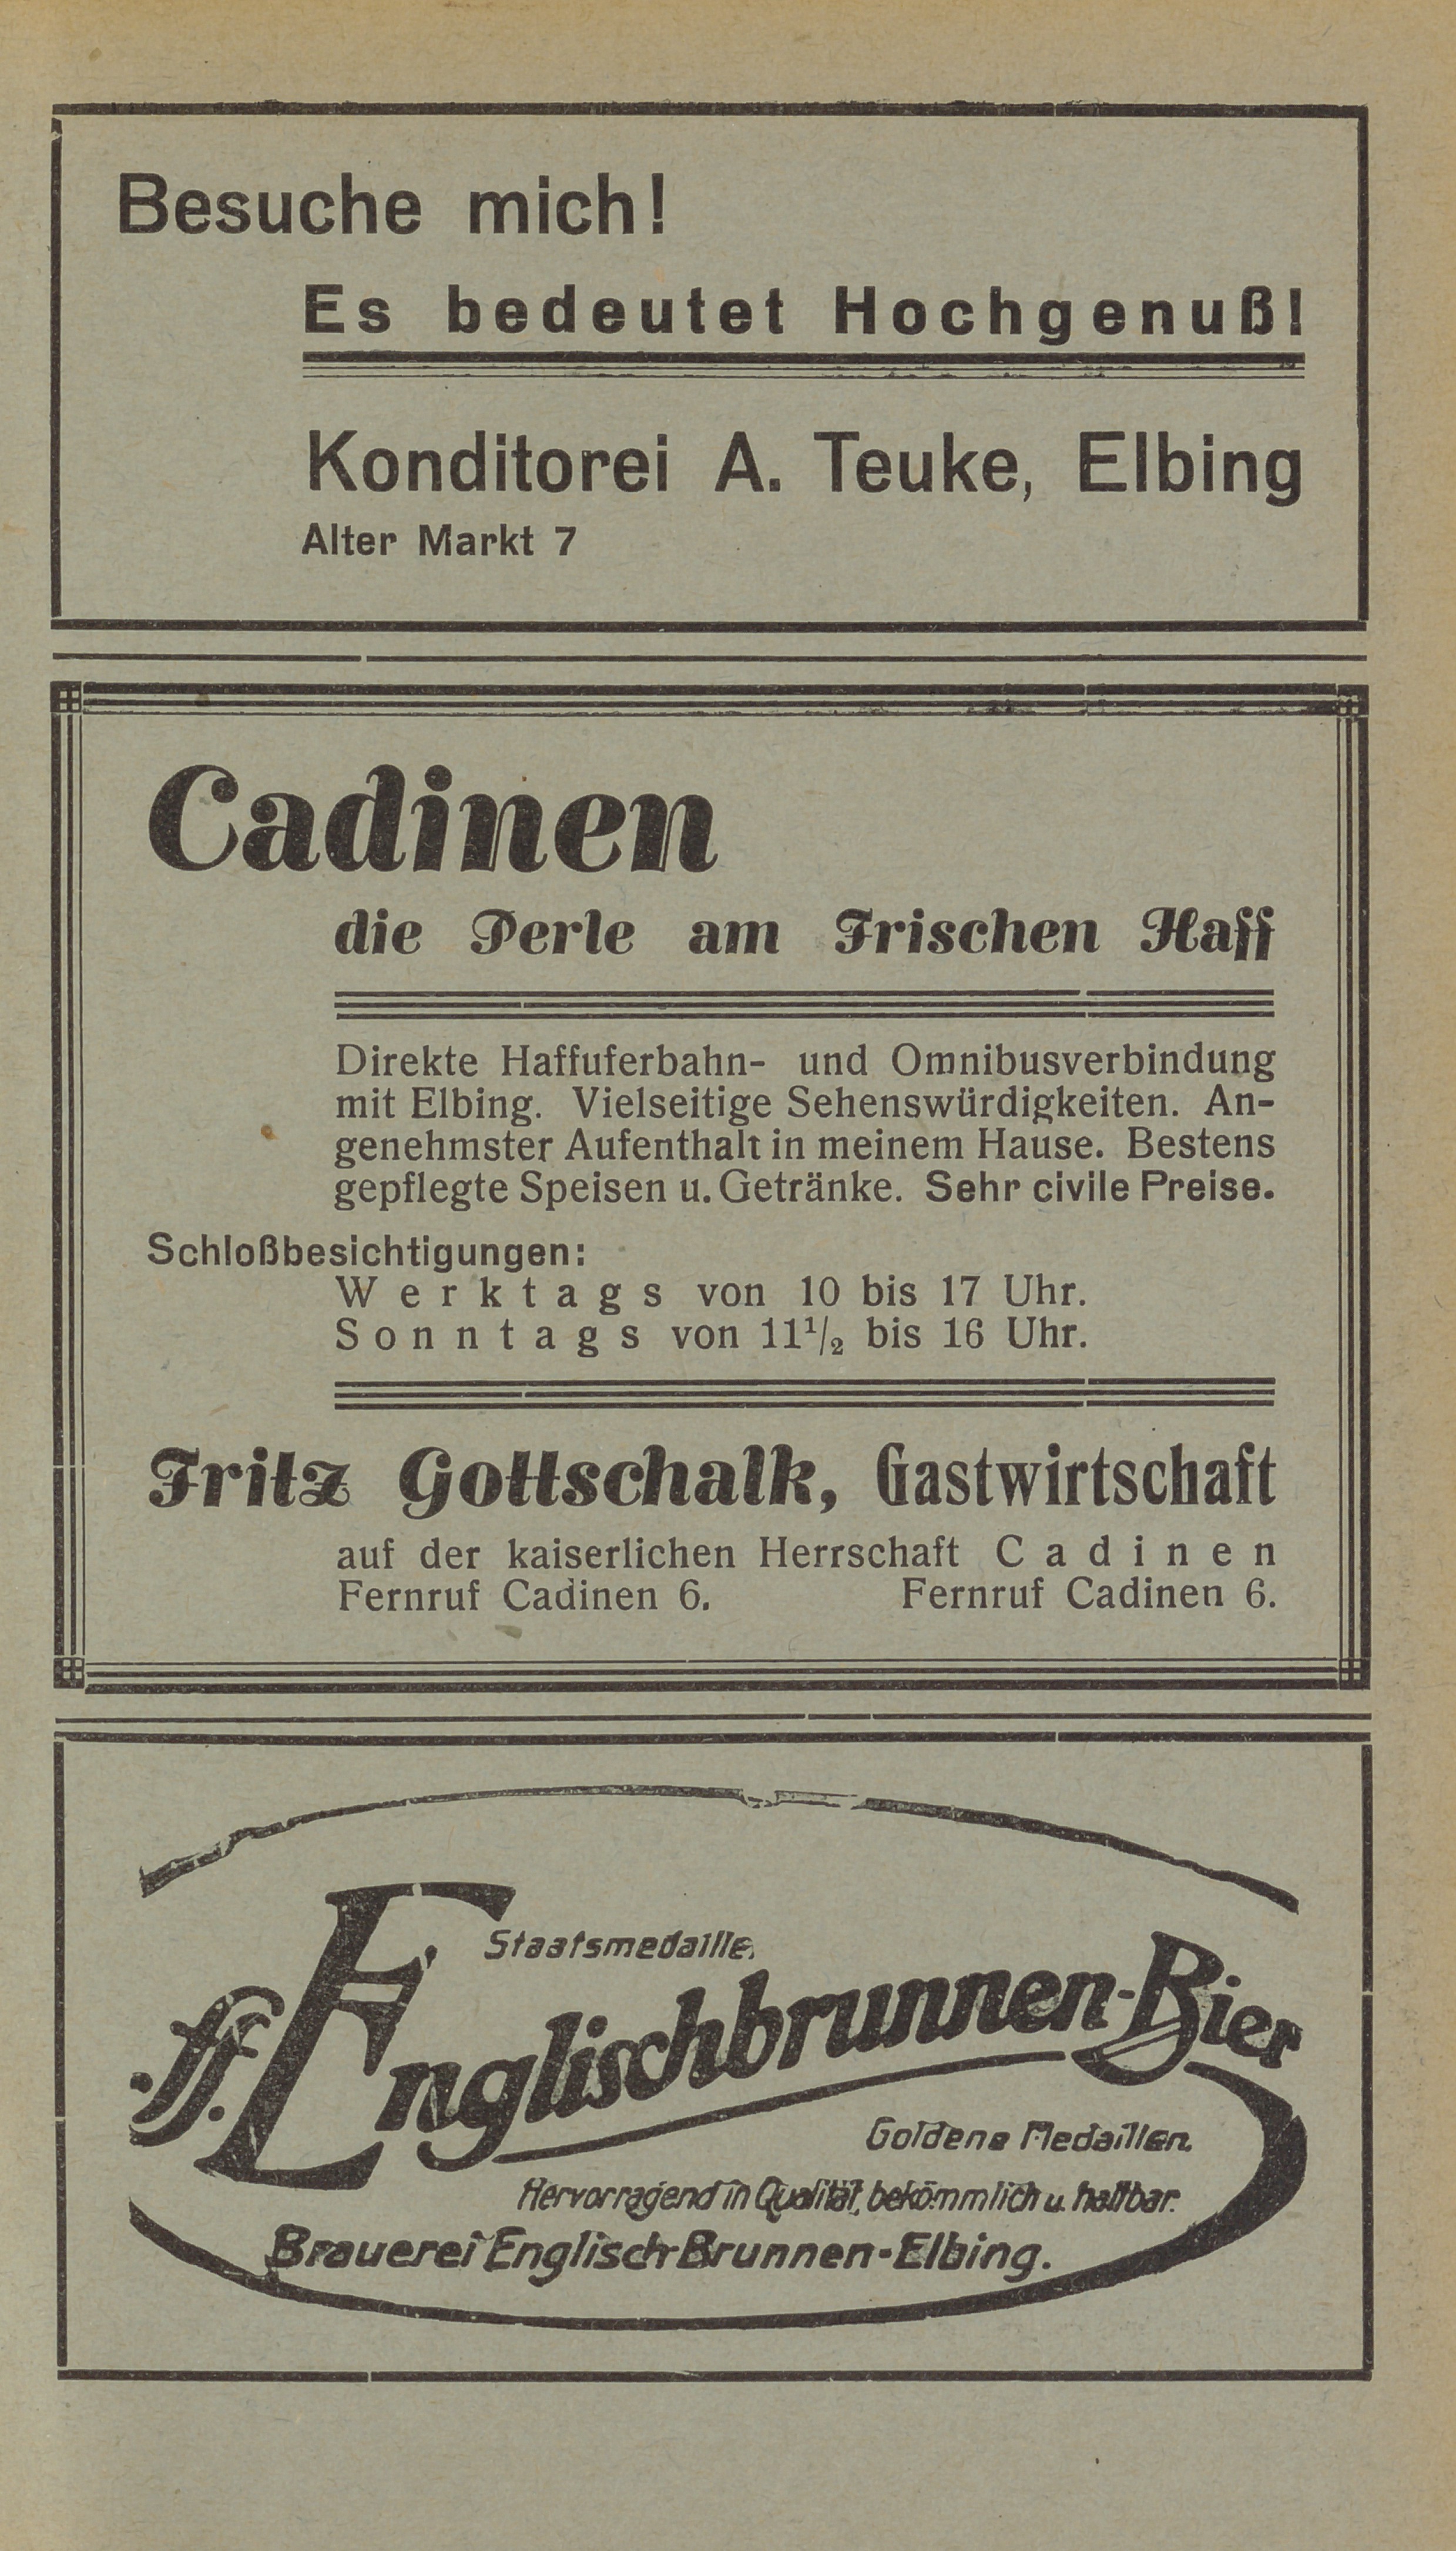 Besuche mich!
Es bedeutet Hochgenuß!
Konditorei A. Teuke, Elbing
Alter Markt 7
Cadinen
die Perle am Frischen Haff
Direkte Haffuferbahn- und Omnibusverbindung
mit Elbing. Vielseitige Sehenswürdigkeiten. An-
genehmster Aufenthalt in meinem Hause. Bestens
gepflegte Speisen u. Getränke. Sehr civile Preise.
Schloßbesichtigungen:
Werktags von 10 bis 17 Uhr.
Sonntags von 11¹/₂ bis 16 Uhr.
Fritz Gottschalk, Gastwirtschaft
auf der kaiserlichen Herrschaft Cadinen
Fernruf Cadinen 6. Fernruf Cadinen 6.
Staatsmedaille.
ff. Englischbrunnen-Bier
Goldene Medaillen.
Hervorragend in Qualität, bekömmlich u. haltbar.
Brauerei Englisch-Brunnen-Elbing.